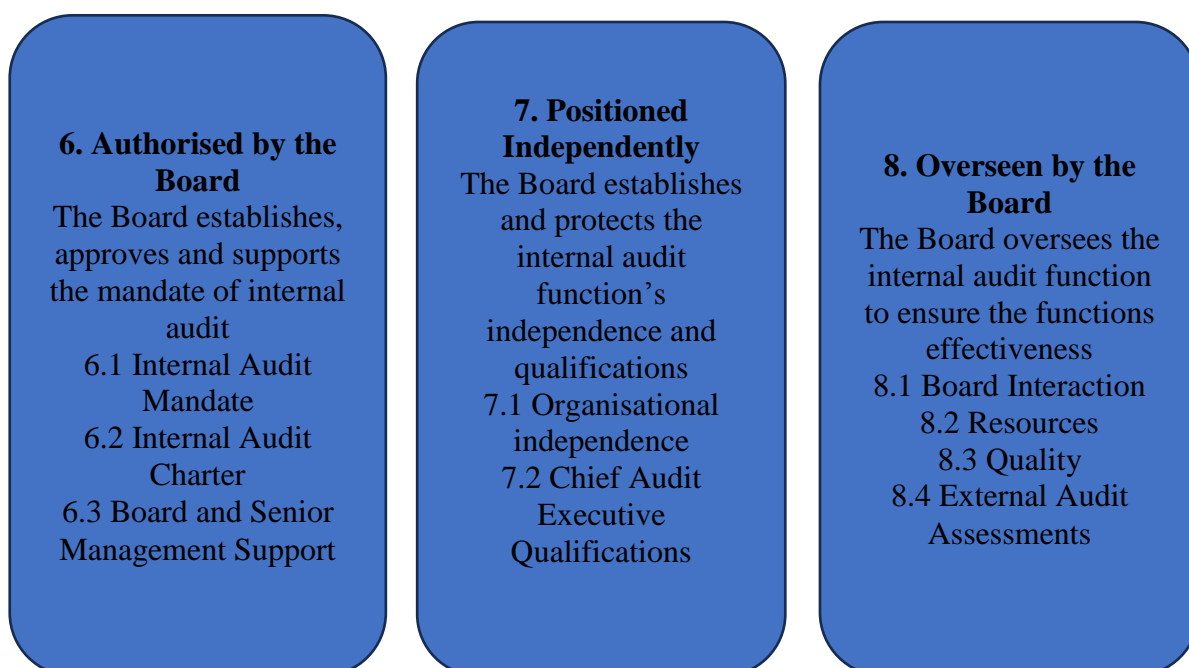 6. Authorised by the
Board
The Board establishes,
approves and supports
the mandate of internal
audit
6.1 Internal Audit
Mandate
6.2 Internal Audit
Charter
6.3 Board and Senior
Management Support
7. Positioned
Independently
The Board establishes
and protects the
internal audit
function’s
independence and
qualifications
7.1 Organisational
independence
7.2 Chief Audit
Executive
Qualifications
8. Overseen by the
Board
The Board oversees the
internal audit function
to ensure the functions
effectiveness
8.1 Board Interaction
8.2 Resources
8.3 Quality
8.4 External Audit
Assessments